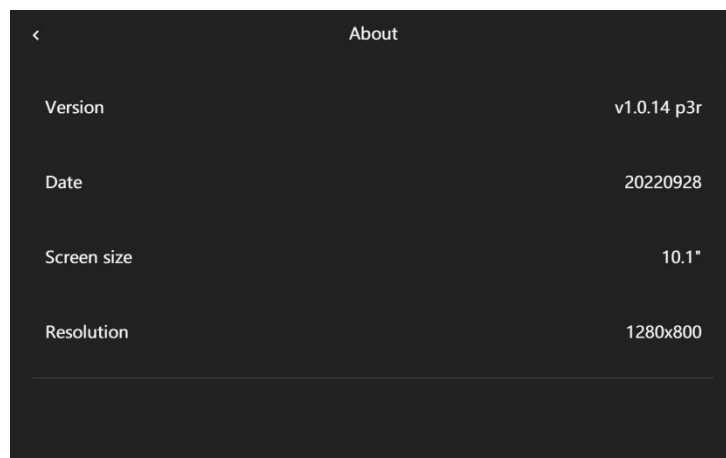 ‹ About
Version v1.0.14 p3r
Date 20220928
Screen size 10.1"
Resolution 1280x800